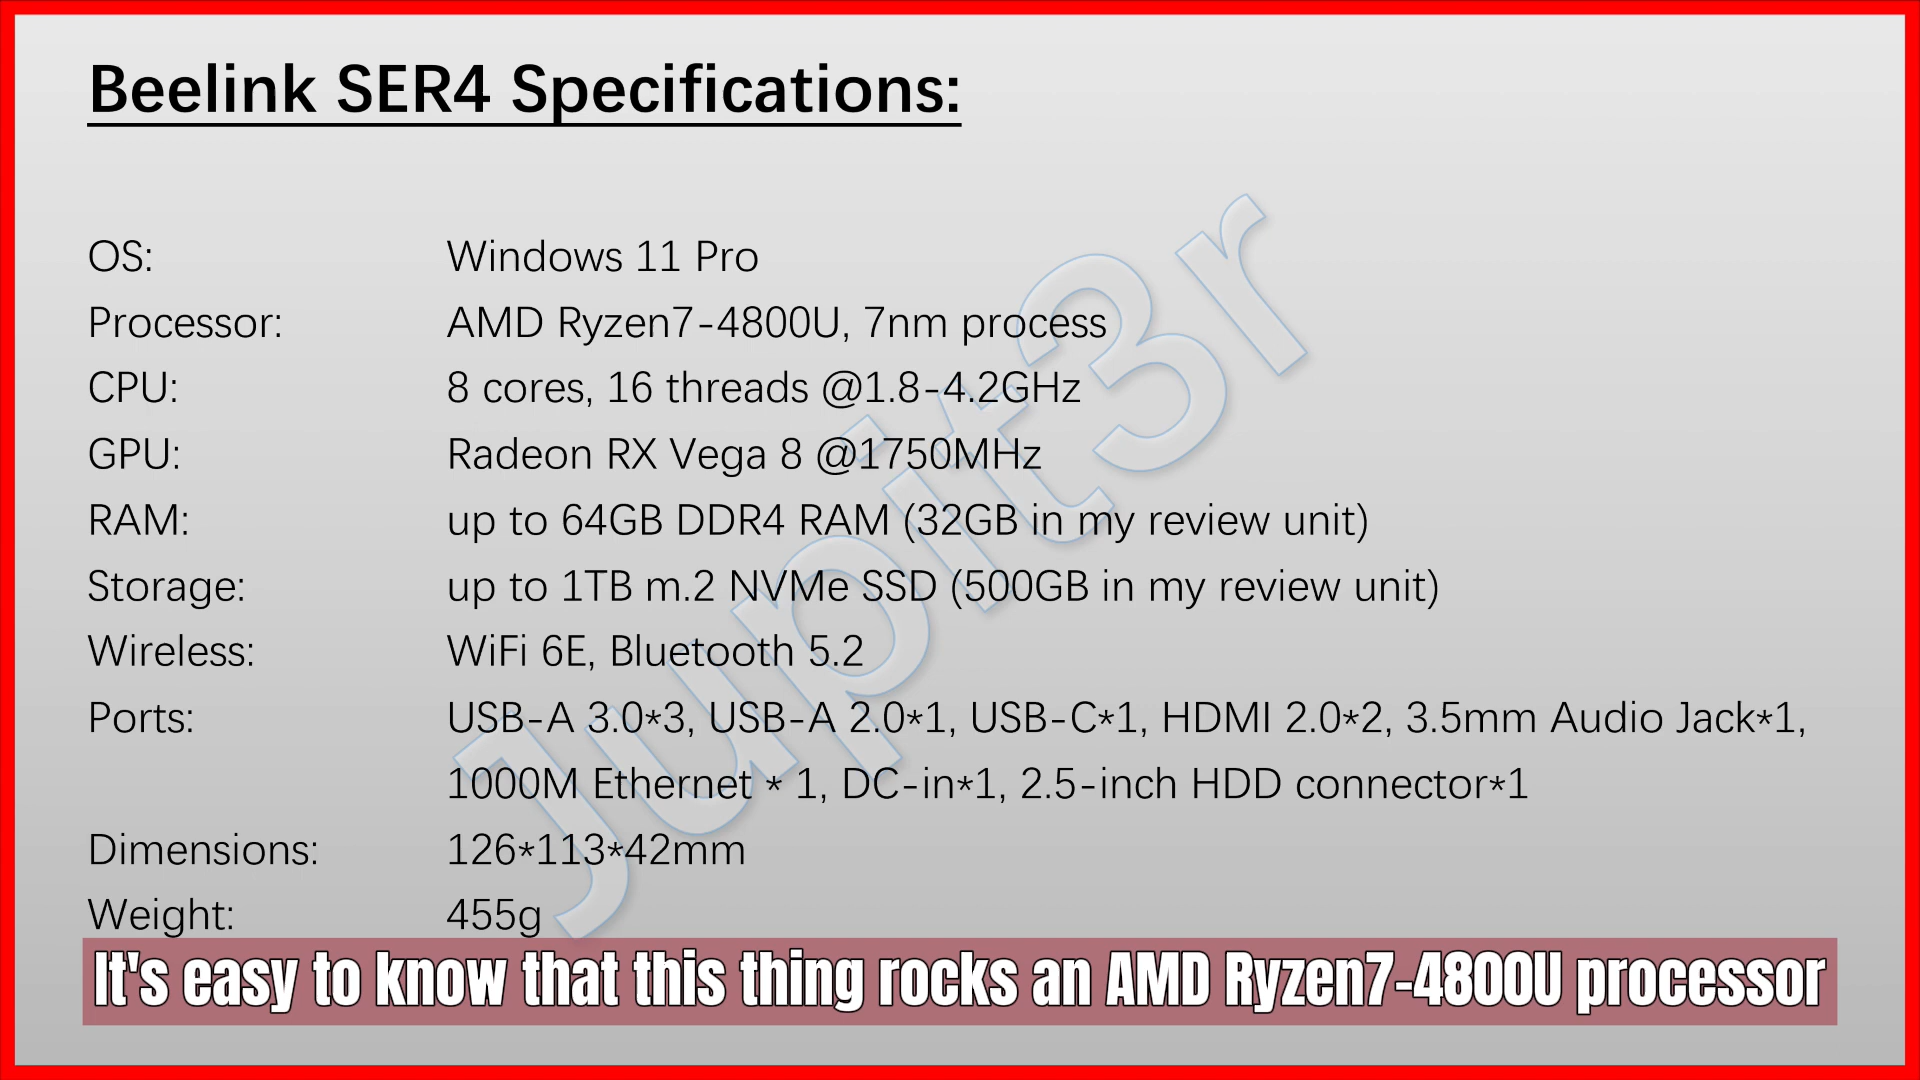 Beelink SER4 Specifications:
OS: Windows 11 Pro
Processor: AMD Ryzen7-4800U, 7nm process
CPU: 8 cores, 16 threads @1.8-4.2GHz
GPU: Radeon RX Vega 8 @1750MHz
RAM: up to 64GB DDR4 RAM (32GB in my review unit)
Storage: up to 1TB m.2 NVMe SSD (500GB in my review unit)
Wireless: WiFi 6E, Bluetooth 5.2
Ports: USB-A 3.0*3, USB-A 2.0*1, USB-C*1, HDMI 2.0*2, 3.5mm Audio Jack*1,
1000M Ethernet * 1, DC-in*1, 2.5-inch HDD connector*1
Dimensions: 126*113*42mm
Weight: 455g
Jupit3r
It's easy to know that this thing rocks an AMD Ryzen7-4800U processor